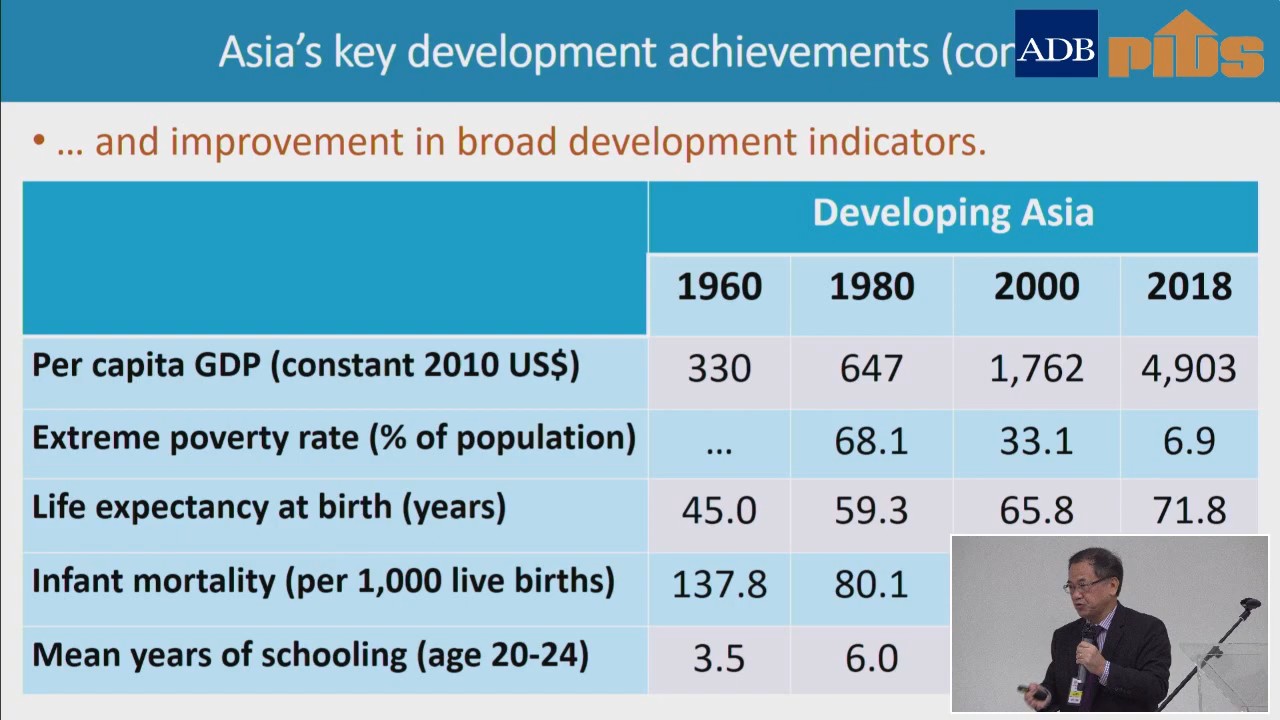 Asia's key development achievements (con
ADB
PIDS
• … and improvement in broad development indicators.
Developing Asia
1960 1980 2000 2018
Per capita GDP (constant 2010 US$) 330 647 1,762 4,903
Extreme poverty rate (% of population) … 68.1 33.1 6.9
Life expectancy at birth (years) 45.0 59.3 65.8 71.8
Infant mortality (per 1,000 live births) 137.8 80.1
Mean years of schooling (age 20-24) 3.5 6.0